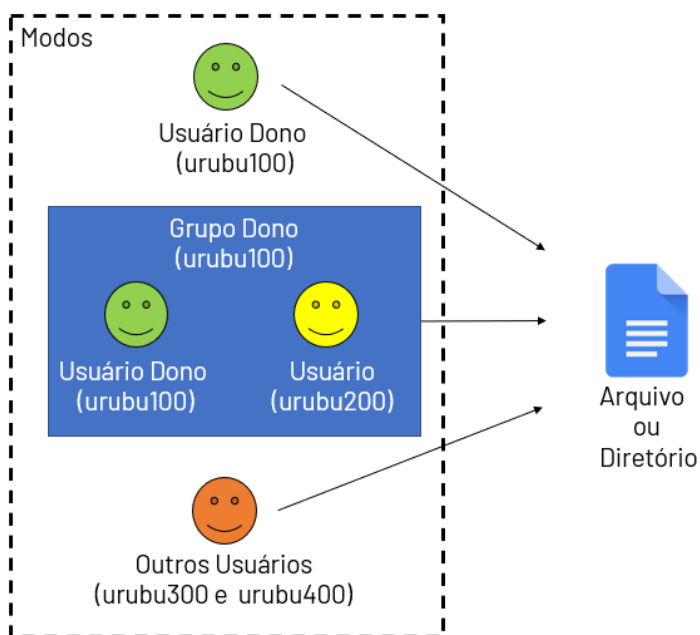 Modos
Usuário Dono
(urubu100)
Grupo Dono
(urubu100)
Usuário Dono
(urubu100)
Usuário
(urubu200)
Outros Usuários
(urubu300 e urubu400)
Arquivo
ou
Diretório